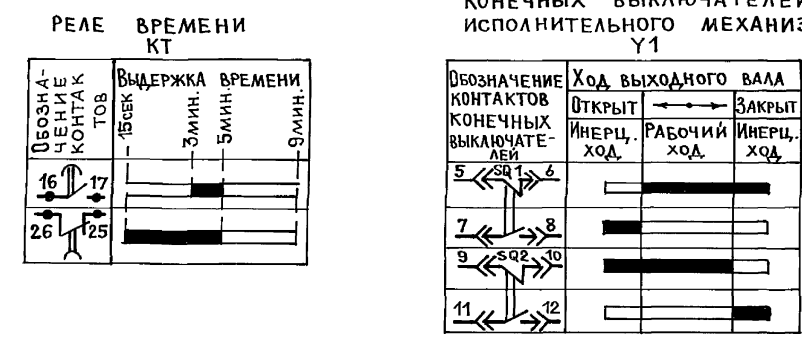 РЕЛЕ ВРЕМЕНИ
КТ
ОБОЗНА-
ЧЕНИЕ
КОНТАК
ТОВ
ВЫДЕРЖКА ВРЕМЕНИ
15СЕК
3МИН.
5МИН.
9МИН.
16 17
26 25
КОНЕЧНЫХ ВЫКЛЮЧАТЕЛЕЙ
ИСПОЛНИТЕЛЬНОГО МЕХАНИЗ
Y1
ОБОЗНАЧЕНИЕ
КОНТАКТОВ
КОНЕЧНЫХ
ВЫКЛЮЧАТЕ-
ЛЕЙ
ХОД ВЫХОДНОГО ВАЛА
ОТКРЫТ ЗАКРЫТ
ИНЕРЦ. РАБОЧИЙ ИНЕРЦ.
ХОД ХОД ХОД
5 SQ1 6
7 8
9 SQ2 10
11 12